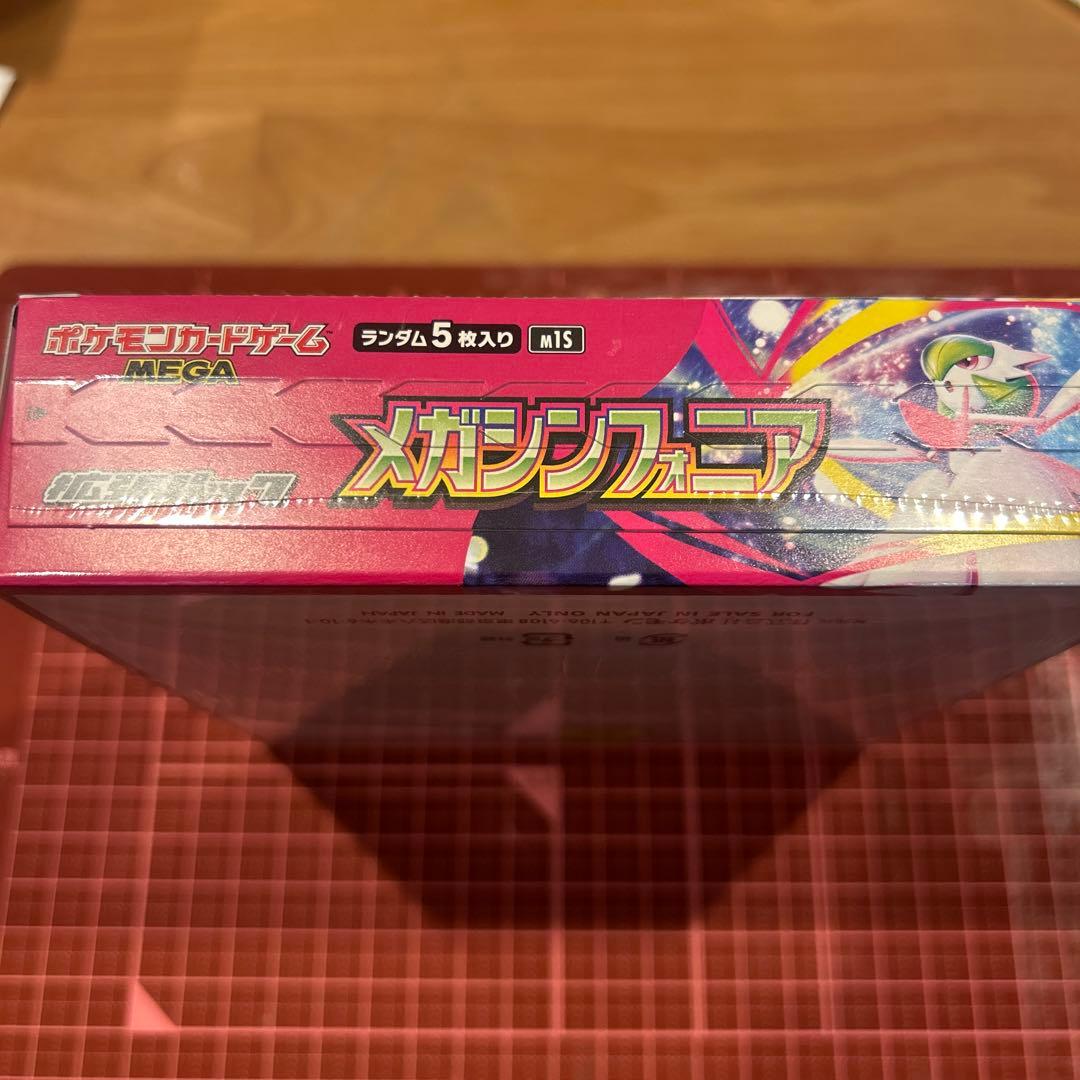 ポケモンカードゲーム™
MEGA
ランダム5枚入り
m1S
拡張パック
メガシンフォニア
FOR SALE IN JAPAN ONLY MADE IN JAPAN